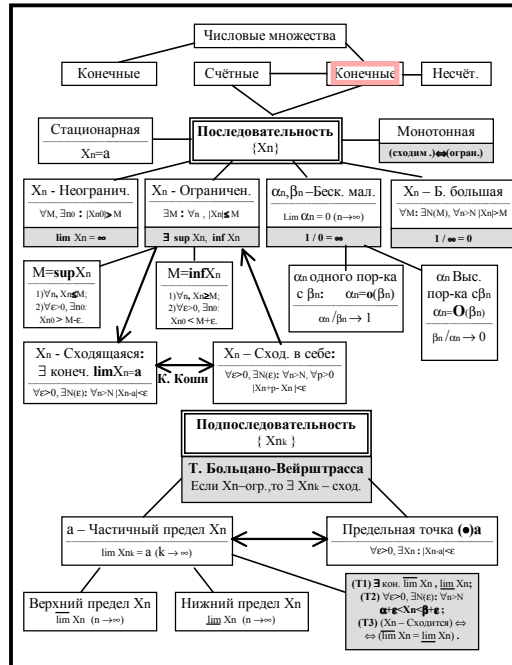 Числовые множества
Конечные
Счётные
Конечные
Несчёт.
Стационарная
Xn=a
Последовательность
{Xn}
Монотонная
(сходим.)⇔(огран.)
Xn - Неогранич.
∀M, ∃n0 : |Xn0|>M
lim Xn = ∞
Xn - Ограничен.
∃M : ∀n , |Xn|≤M
∃ sup Xn, inf Xn
αn,βn–Беск. мал.
Lim αn = 0 (n→∞)
1 / 0 = ∞
Xn – Б. большая
∀M: ∃N(M), ∀n>N |Xn|>M
1 / ∞ = 0
M=supXn
1)∀n, Xn≤M;
2)∀ε>0, ∃n0:
Xn0 > M-ε.
M=infXn
1)∀n, Xn≥M;
2)∀ε>0, ∃n0:
Xn0 < M+ε.
αn одного пор-ка
с βn: αn=o(βn)
αn /βn → 1
αn Выс.
пор-ка сβn
αn=O(βn)
βn /αn → 0
Xn - Сходящаяся:
∃ конеч. limXn=a
∀ε>0, ∃N(ε): ∀n>N |Xn-a|<ε
К. Коши
Xn – Сход. в себе:
∀ε>0, ∃N(ε): ∀n>N, ∀p>0
|Xn+p- Xn |<ε
Подпоследовательность
{ Xnk }
Т. Больцано-Вейрштрасса
Если Xn–огр.,то ∃ Xnk – сход.
a – Частичный предел Xn
lim Xnk = a (k → ∞)
Предельная точка (•)a
∀ε>0, ∃Xn : |Xn-a|<ε
Верхний предел Xn
l̅i̅m̅ Xn (n→∞)
Нижний предел Xn
l̲i̲m̲ Xn (n→∞)
(T1) ∃ кон. l̅i̅m̅ Xn , l̲i̲m̲ Xn;
(T2) ∀ε>0, ∃N(ε): ∀n>N
α+ε<Xn<β+ε ;
(T3) (Xn – Сходится) ⇔
⇔ (l̅i̅m̅ Xn = l̲i̲m̲ Xn) .